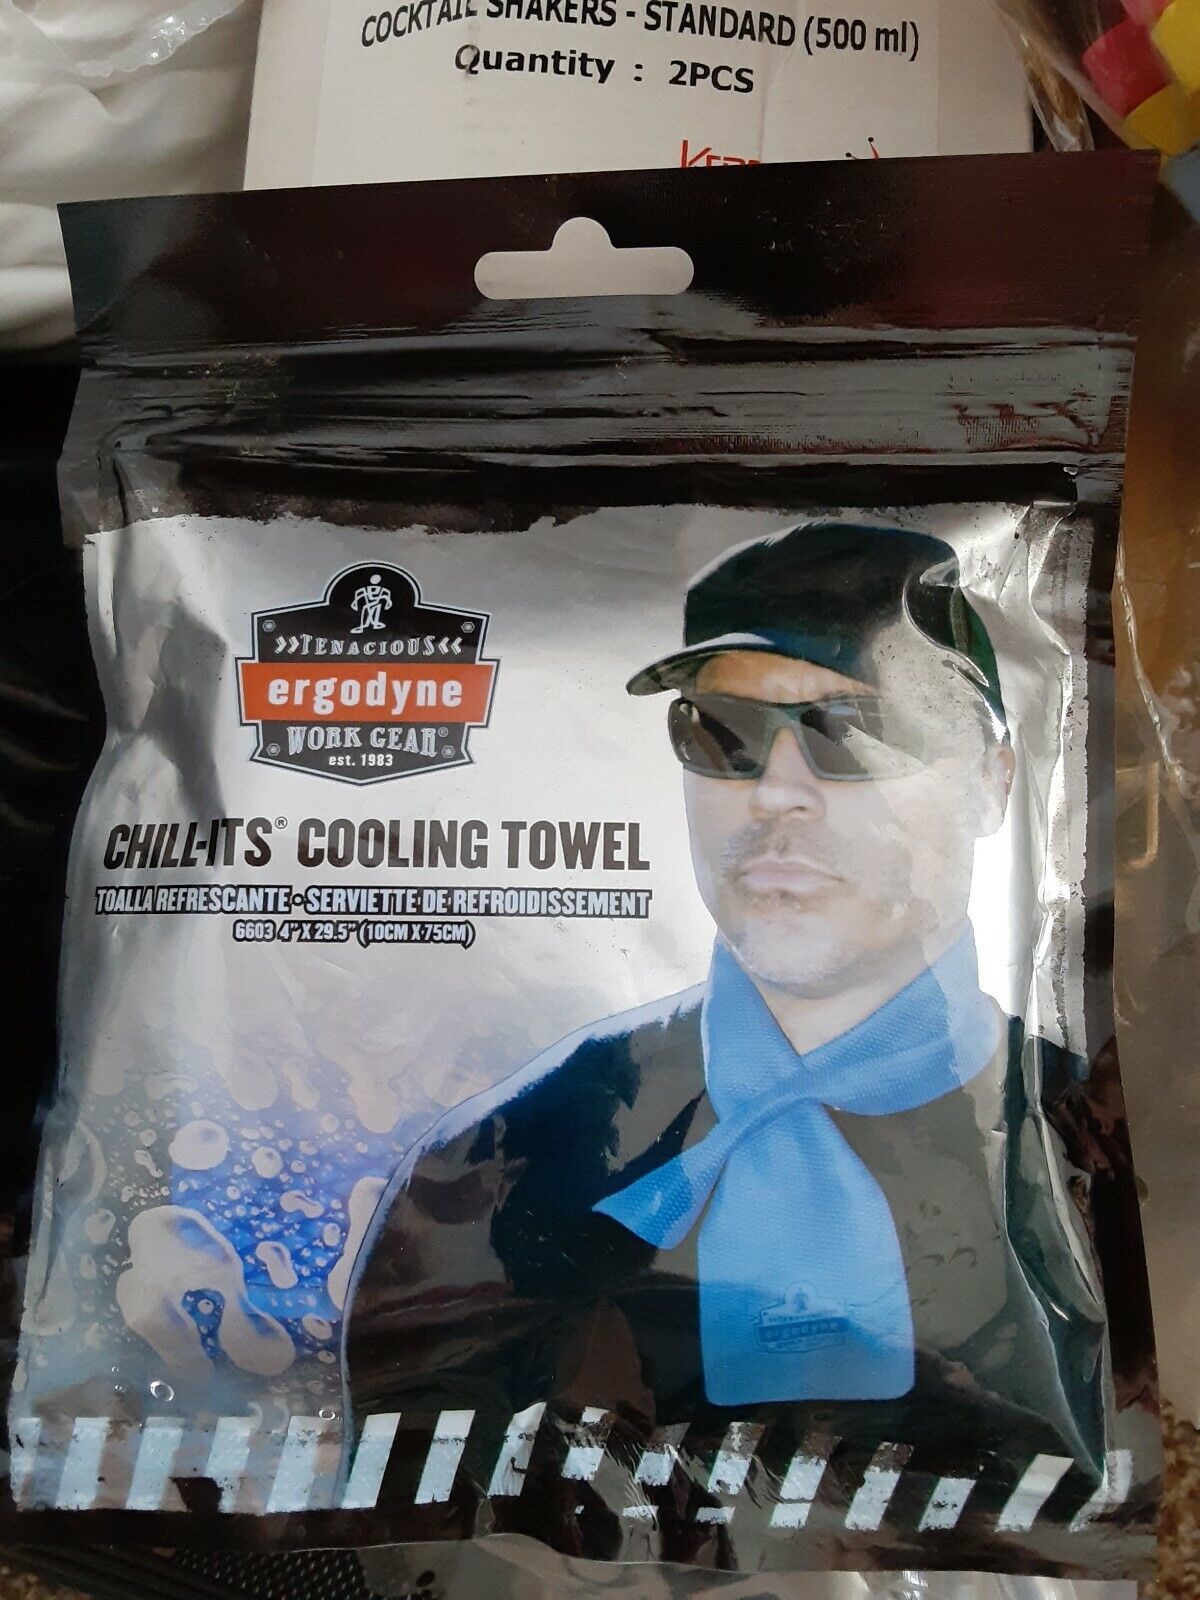 COCKTAIL SHAKERS - STANDARD (500 ml)
Quantity : 2PCS
»TENACIOUS«
ergodyne
WORK GEAR®
est. 1983
CHILL-ITS® COOLING TOWEL
TOALLA REFRESCANTE • SERVIETTE DE REFROIDISSEMENT
6603 4" X 29.5" (10CM X 75CM)
ergodyne